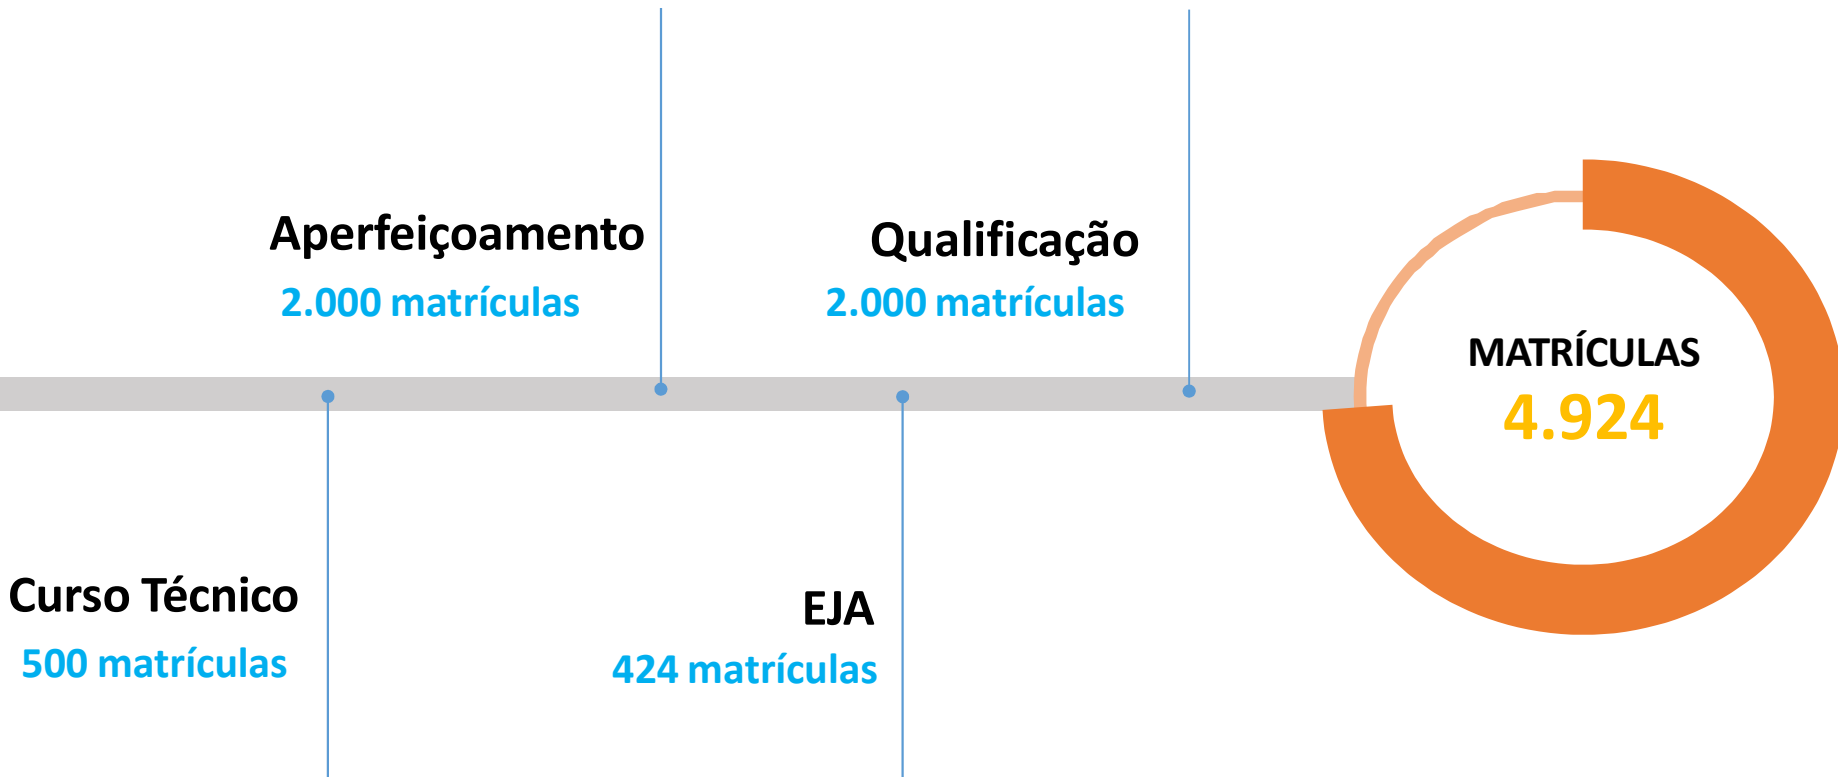 Aperfeiçoamento
2.000 matrículas
Qualificação
2.000 matrículas
MATRÍCULAS
4.924
Curso Técnico
500 matrículas
EJA
424 matrículas